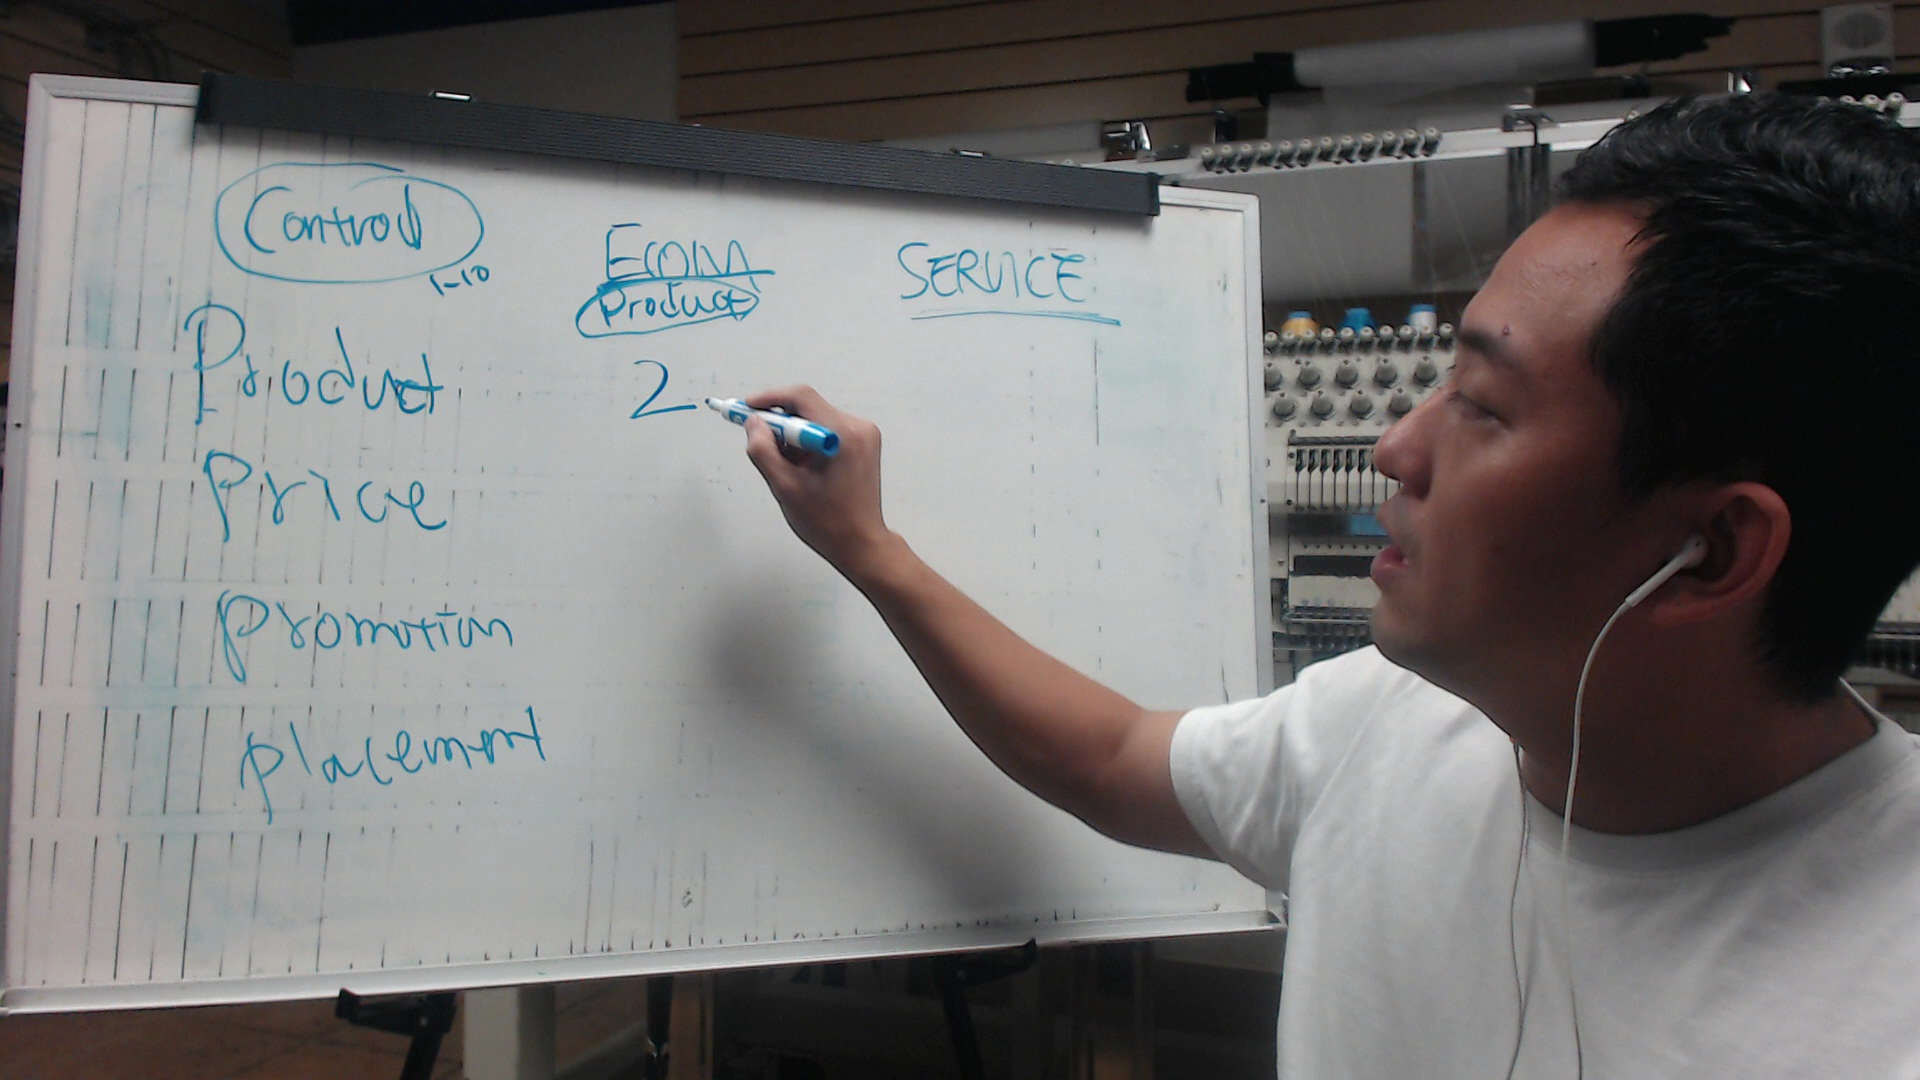 Control
1-10
Ecom
Product
SERVICE
Product
2
Price
promotion
placement